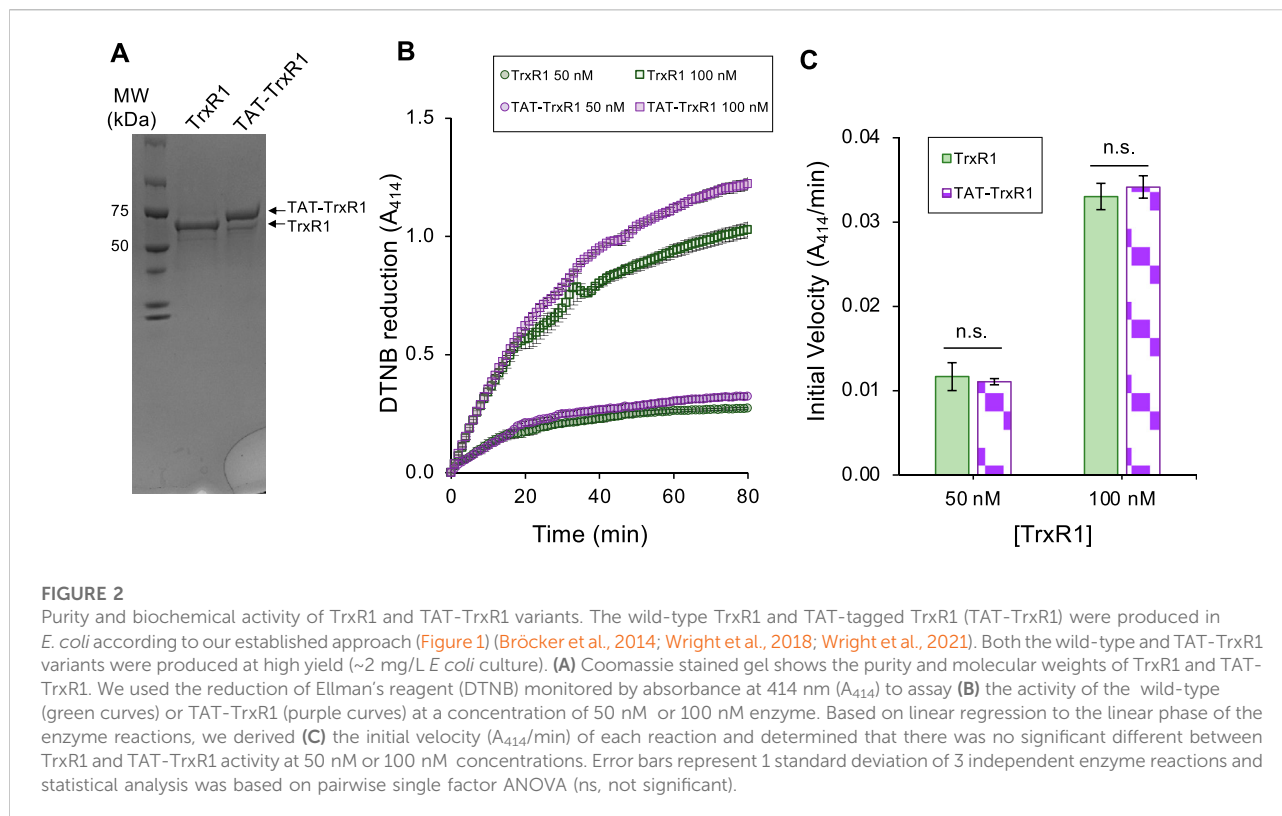 A
MW
(kDa)
TrxR1
TAT-TrxR1
75
50
TAT-TrxR1
TrxR1
B
TrxR1 50 nM
TrxR1 100 nM
TAT-TrxR1 50 nM
TAT-TrxR1 100 nM
DTNB reduction (A414)
1.5
1.0
0.5
0.0
0
20
40
60
80
Time (min)
C
TrxR1
TAT-TrxR1
n.s.
n.s.
Initial Velocity (A414/min)
0.04
0.03
0.02
0.01
0.00
50 nM
100 nM
[TrxR1]
FIGURE 2
Purity and biochemical activity of TrxR1 and TAT-TrxR1 variants. The wild-type TrxR1 and TAT-tagged TrxR1 (TAT-TrxR1) were produced in
E. coli according to our established approach (Figure 1) (Bröcker et al., 2014; Wright et al., 2018; Wright et al., 2021). Both the wild-type and TAT-TrxR1
variants were produced at high yield (~2 mg/L E coli culture). (A) Coomassie stained gel shows the purity and molecular weights of TrxR1 and TAT-
TrxR1. We used the reduction of Ellman's reagent (DTNB) monitored by absorbance at 414 nm (A414) to assay (B) the activity of the wild-type
(green curves) or TAT-TrxR1 (purple curves) at a concentration of 50 nM or 100 nM enzyme. Based on linear regression to the linear phase of the
enzyme reactions, we derived (C) the initial velocity (A414/min) of each reaction and determined that there was no significant different between
TrxR1 and TAT-TrxR1 activity at 50 nM or 100 nM concentrations. Error bars represent 1 standard deviation of 3 independent enzyme reactions and
statistical analysis was based on pairwise single factor ANOVA (ns, not significant).